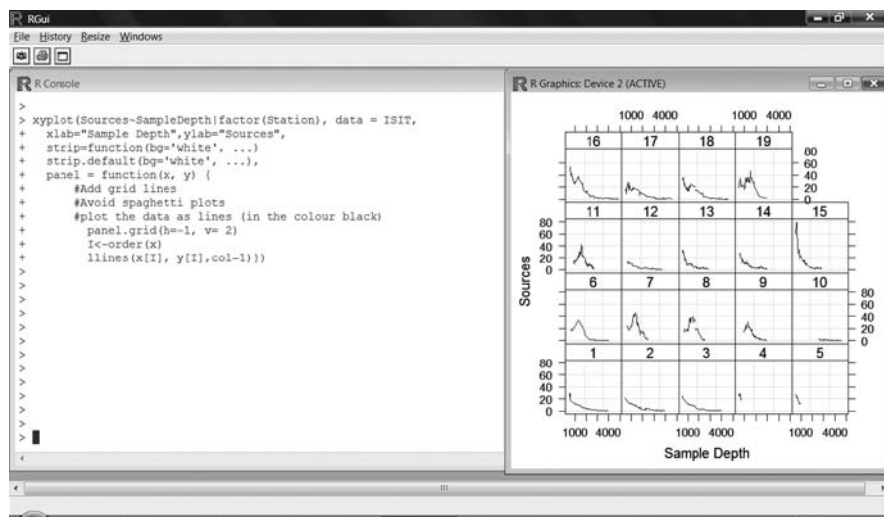 RGui
File History Resize Windows
R Console
>
> xyplot(Sources~SampleDepth|factor(Station), data = ISIT,
+ xlab="Sample Depth",ylab="Sources",
+ strip=function(bg='white', ...)
+ strip.default(bg='white', ...),
+ panel = function(x, y) {
+ #Add grid lines
+ #Avoid spaghetti plots
+ #plot the data as lines (in the colour black)
+ panel.grid(h=-1, v= 2)
+ I<-order(x)
+ llines(x[I], y[I],col=1)})
>
>
>
>
>
>
>
>
>
>
>
>
>
R Graphics: Device 2 (ACTIVE)
1000 4000 1000 4000
16 17 18 19
80
60
40
20
0
11 12 13 14 15
80
60
40
20
0
6 7 8 9 10
80
60
40
20
0
1 2 3 4 5
80
60
40
20
0
1000 4000 1000 4000 1000 4000
Sources
Sample Depth